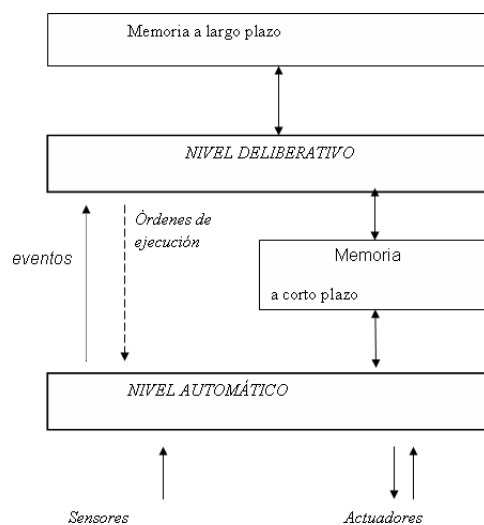 Memoria a largo plazo
NIVEL DELIBERATIVO
Órdenes de
ejecución
eventos
Memoria
a corto plazo
NIVEL AUTOMÁTICO
Sensores
Actuadores